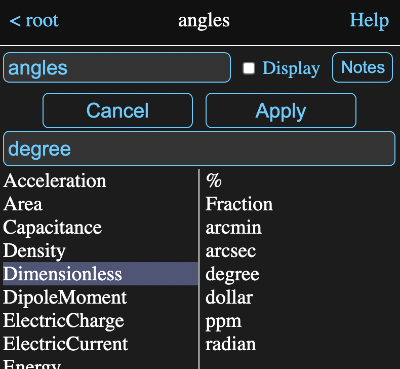 < root angles Help
angles Display Notes
Cancel Apply
degree
Acceleration %
Area Fraction
Capacitance arcmin
Density arcsec
Dimensionless degree
DipoleMoment dollar
ElectricCharge ppm
ElectricCurrent radian
Energy